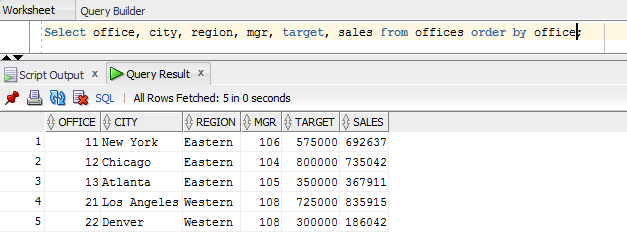 Worksheet Query Builder
Select office, city, region, mgr, target, sales from offices order by office;
Script Output x Query Result x
SQL | All Rows Fetched: 5 in 0 seconds
OFFICE CITY REGION MGR TARGET SALES
1 11 New York Eastern 106 575000 692637
2 12 Chicago Eastern 104 800000 735042
3 13 Atlanta Eastern 105 350000 367911
4 21 Los Angeles Western 108 725000 835915
5 22 Denver Western 108 300000 186042